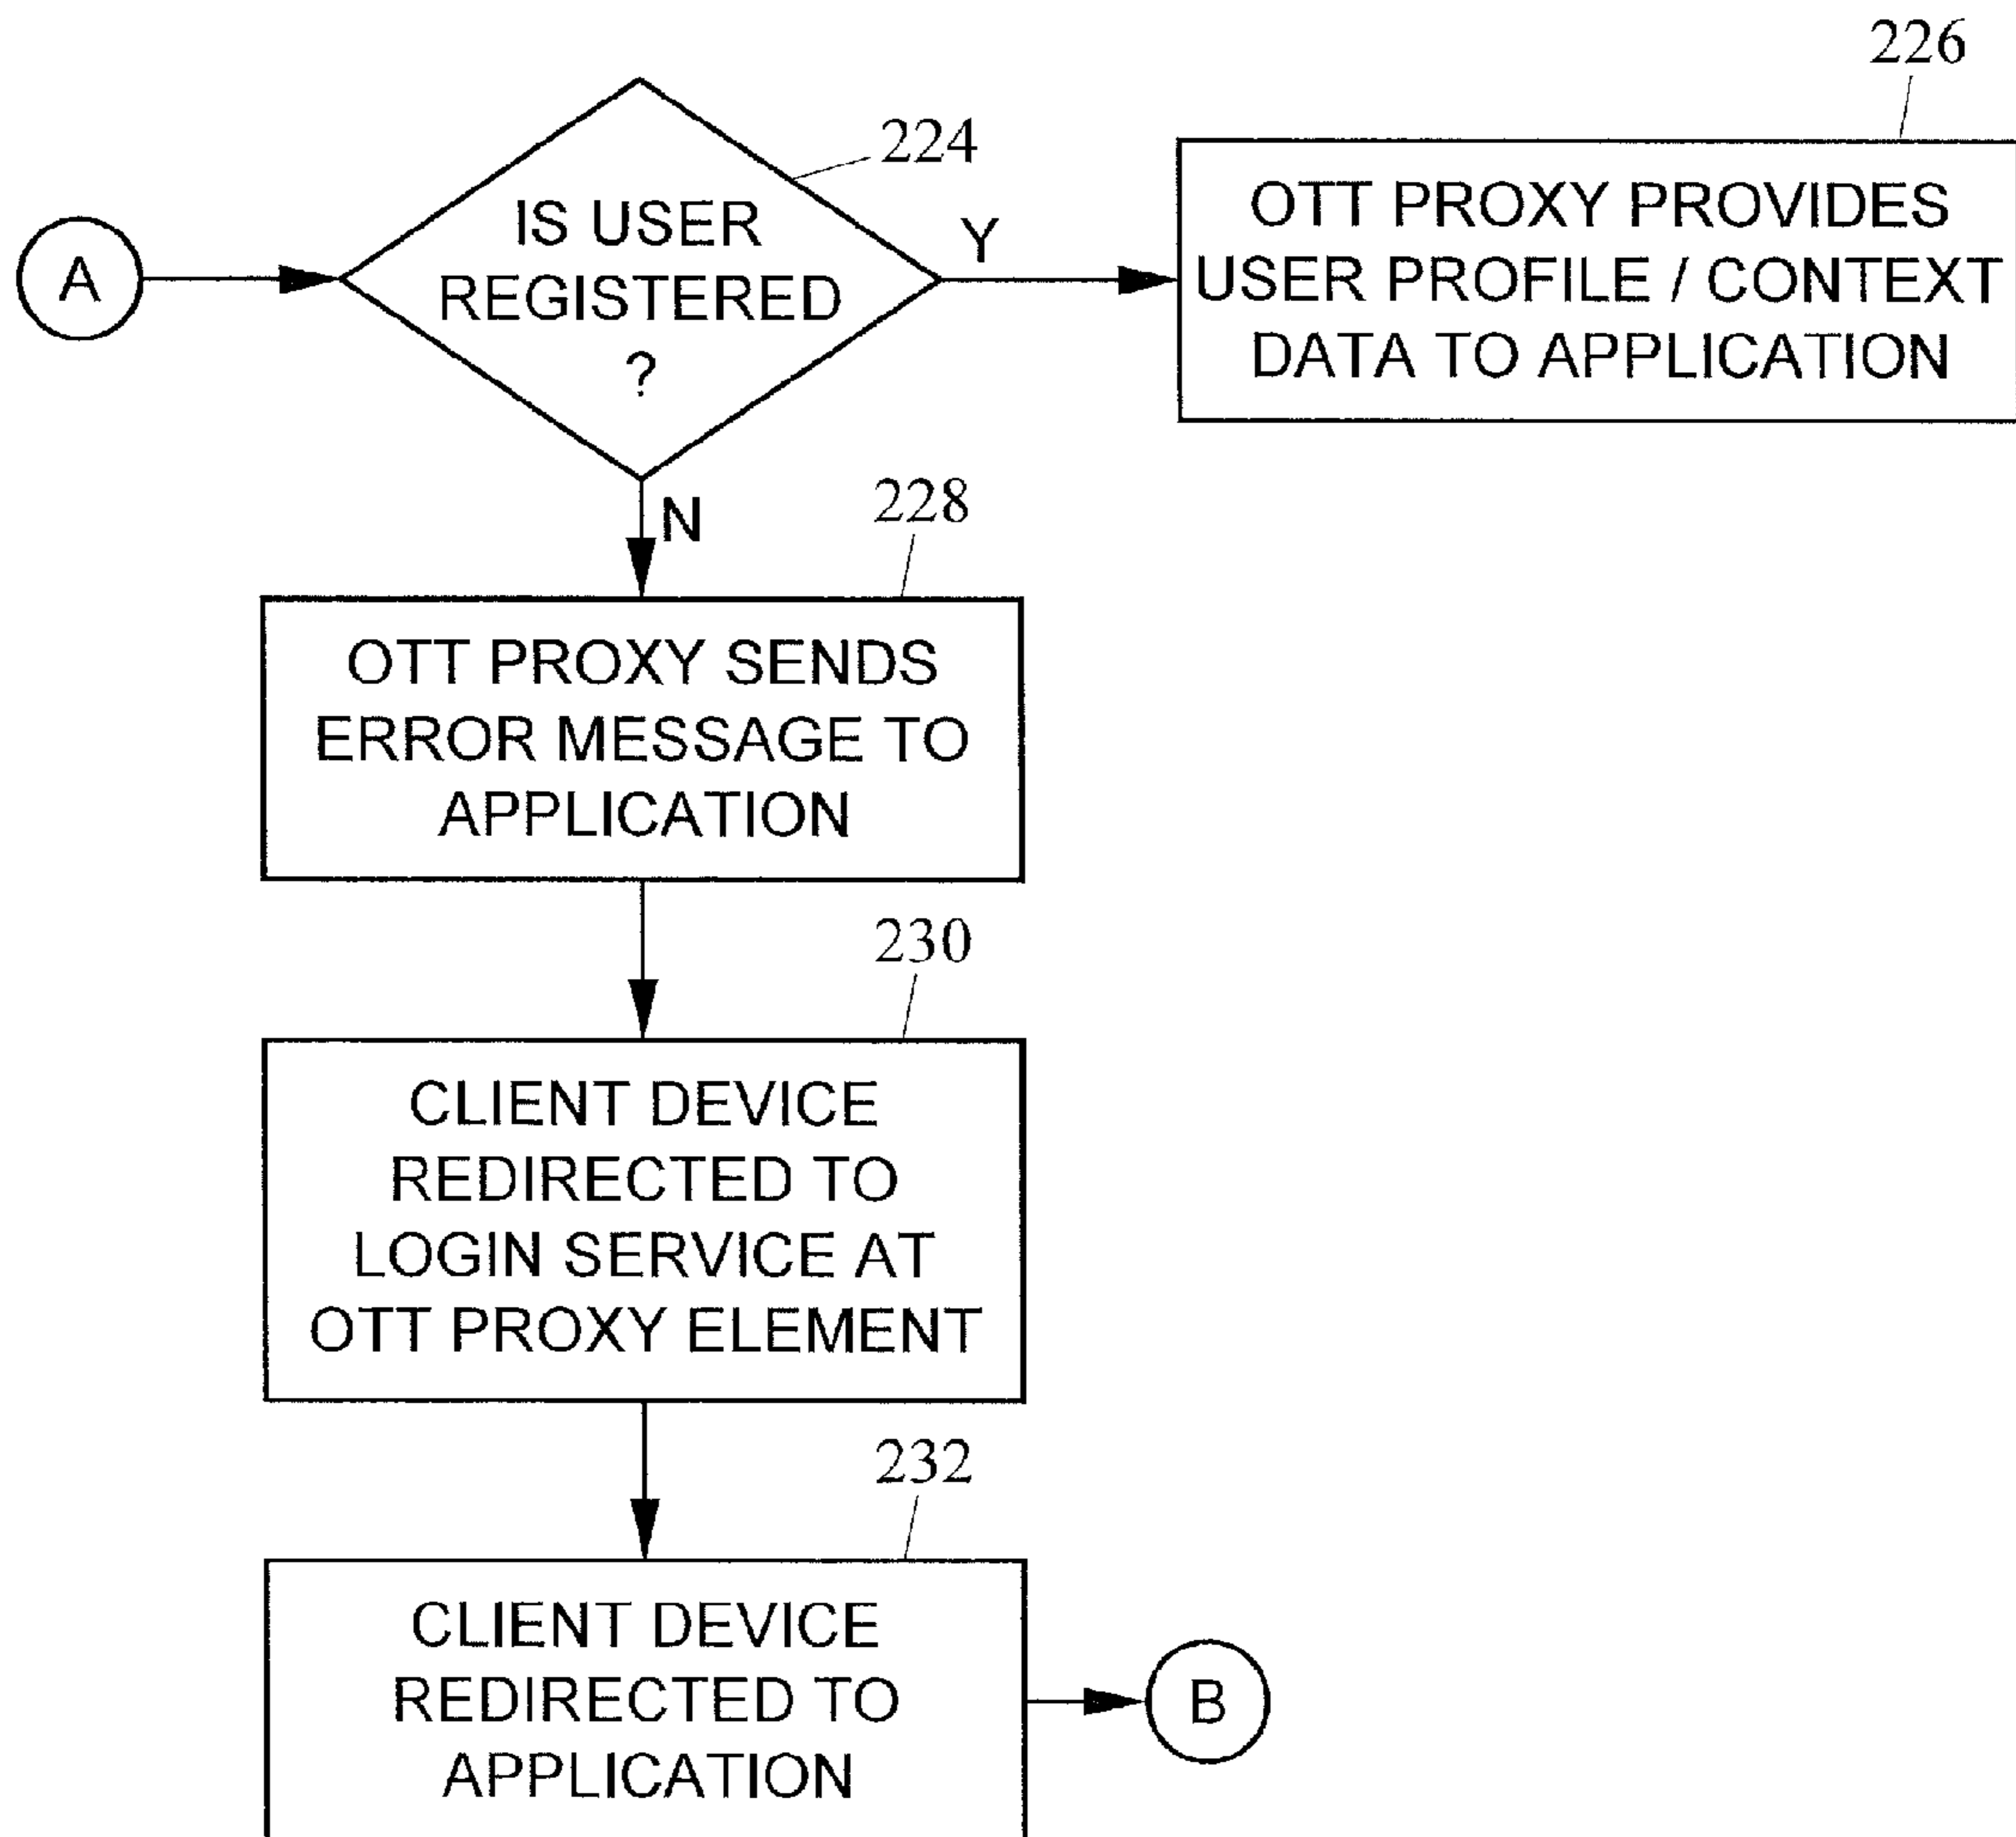 226
224
A
IS USER
REGISTERED
?
Y
OTT PROXY PROVIDES
USER PROFILE / CONTEXT
DATA TO APPLICATION
N
228
OTT PROXY SENDS
ERROR MESSAGE TO
APPLICATION
230
CLIENT DEVICE
REDIRECTED TO
LOGIN SERVICE AT
OTT PROXY ELEMENT
232
CLIENT DEVICE
REDIRECTED TO
APPLICATION
B